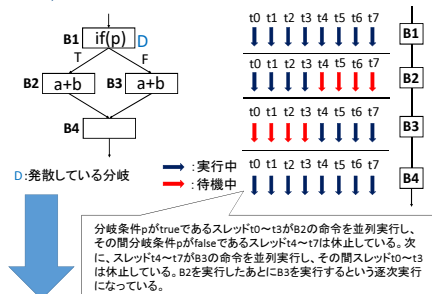 B1 if(p) D
T F
B2 a+b B3 a+b
B4
D:発散している分岐
t0 t1 t2 t3 t4 t5 t6 t7
B1
t0 t1 t2 t3 t4 t5 t6 t7
B2
t0 t1 t2 t3 t4 t5 t6 t7
B3
:実行中
:待機中
t0 t1 t2 t3 t4 t5 t6 t7
B4
分岐条件pがtrueであるスレッドt0～t3がB2の命令を並列実行し、
その間分岐条件pがfalseであるスレッドt4～t7は休止している。次
に、スレッドt4～t7がB3の命令を並列実行し、その間スレッドt0～t3
は休止している。B2を実行したあとにB3を実行するという逐次実行
になっている。